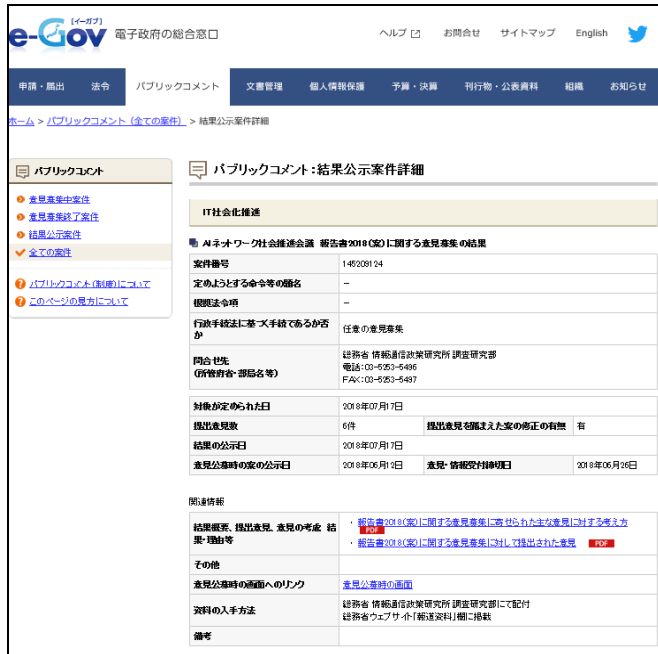 [イーガブ]
e-Gov 電子政府の総合窓口
ヘルプ お問合せ サイトマップ English
申請・届出 法令 パブリックコメント 文書管理 個人情報保護 予算・決算 刊行物・公表資料 組織 お知らせ
ホーム > パブリックコメント（全ての案件） > 結果公示案件詳細
パブリックコメント
意見募集中案件
意見募集終了案件
結果公示案件
全ての案件
パブリックコメント(制度)について
このページの見方について
パブリックコメント:結果公示案件詳細
IT社会化推進
AIネットワーク社会推進会議 報告書2018(案)に関する意見募集の結果
案件番号 145209124
定めようとする命令等の題名 －
根拠法令項 －
行政手続法に基づく手続であるか否
か
任意の意見募集
問合せ先
(所管府省・部局名等)
総務省 情報通信政策研究所 調査研究部
電話:03-5253-5496
FAX:03-5253-5497
対象が定められた日 2018年07月17日
提出意見数 6件 提出意見を踏まえた案の修正の有無 有
結果の公示日 2018年07月17日
意見公募時の案の公示日 2018年06月12日 意見・情報受付締切日 2018年06月26日
関連情報
結果概要、提出意見、意見の考慮 結
果・理由等
・ 報告書2018(案)に関する意見募集に寄せられた主な意見に対する考え方
PDF
・ 報告書2018(案)に関する意見募集に対して提出された意見 PDF
その他
意見公募時の画面へのリンク 意見公募時の画面
資料の入手方法
総務省 情報通信政策研究所 調査研究部にて配付
総務省ウェブサイト「報道資料」欄に掲載
備考